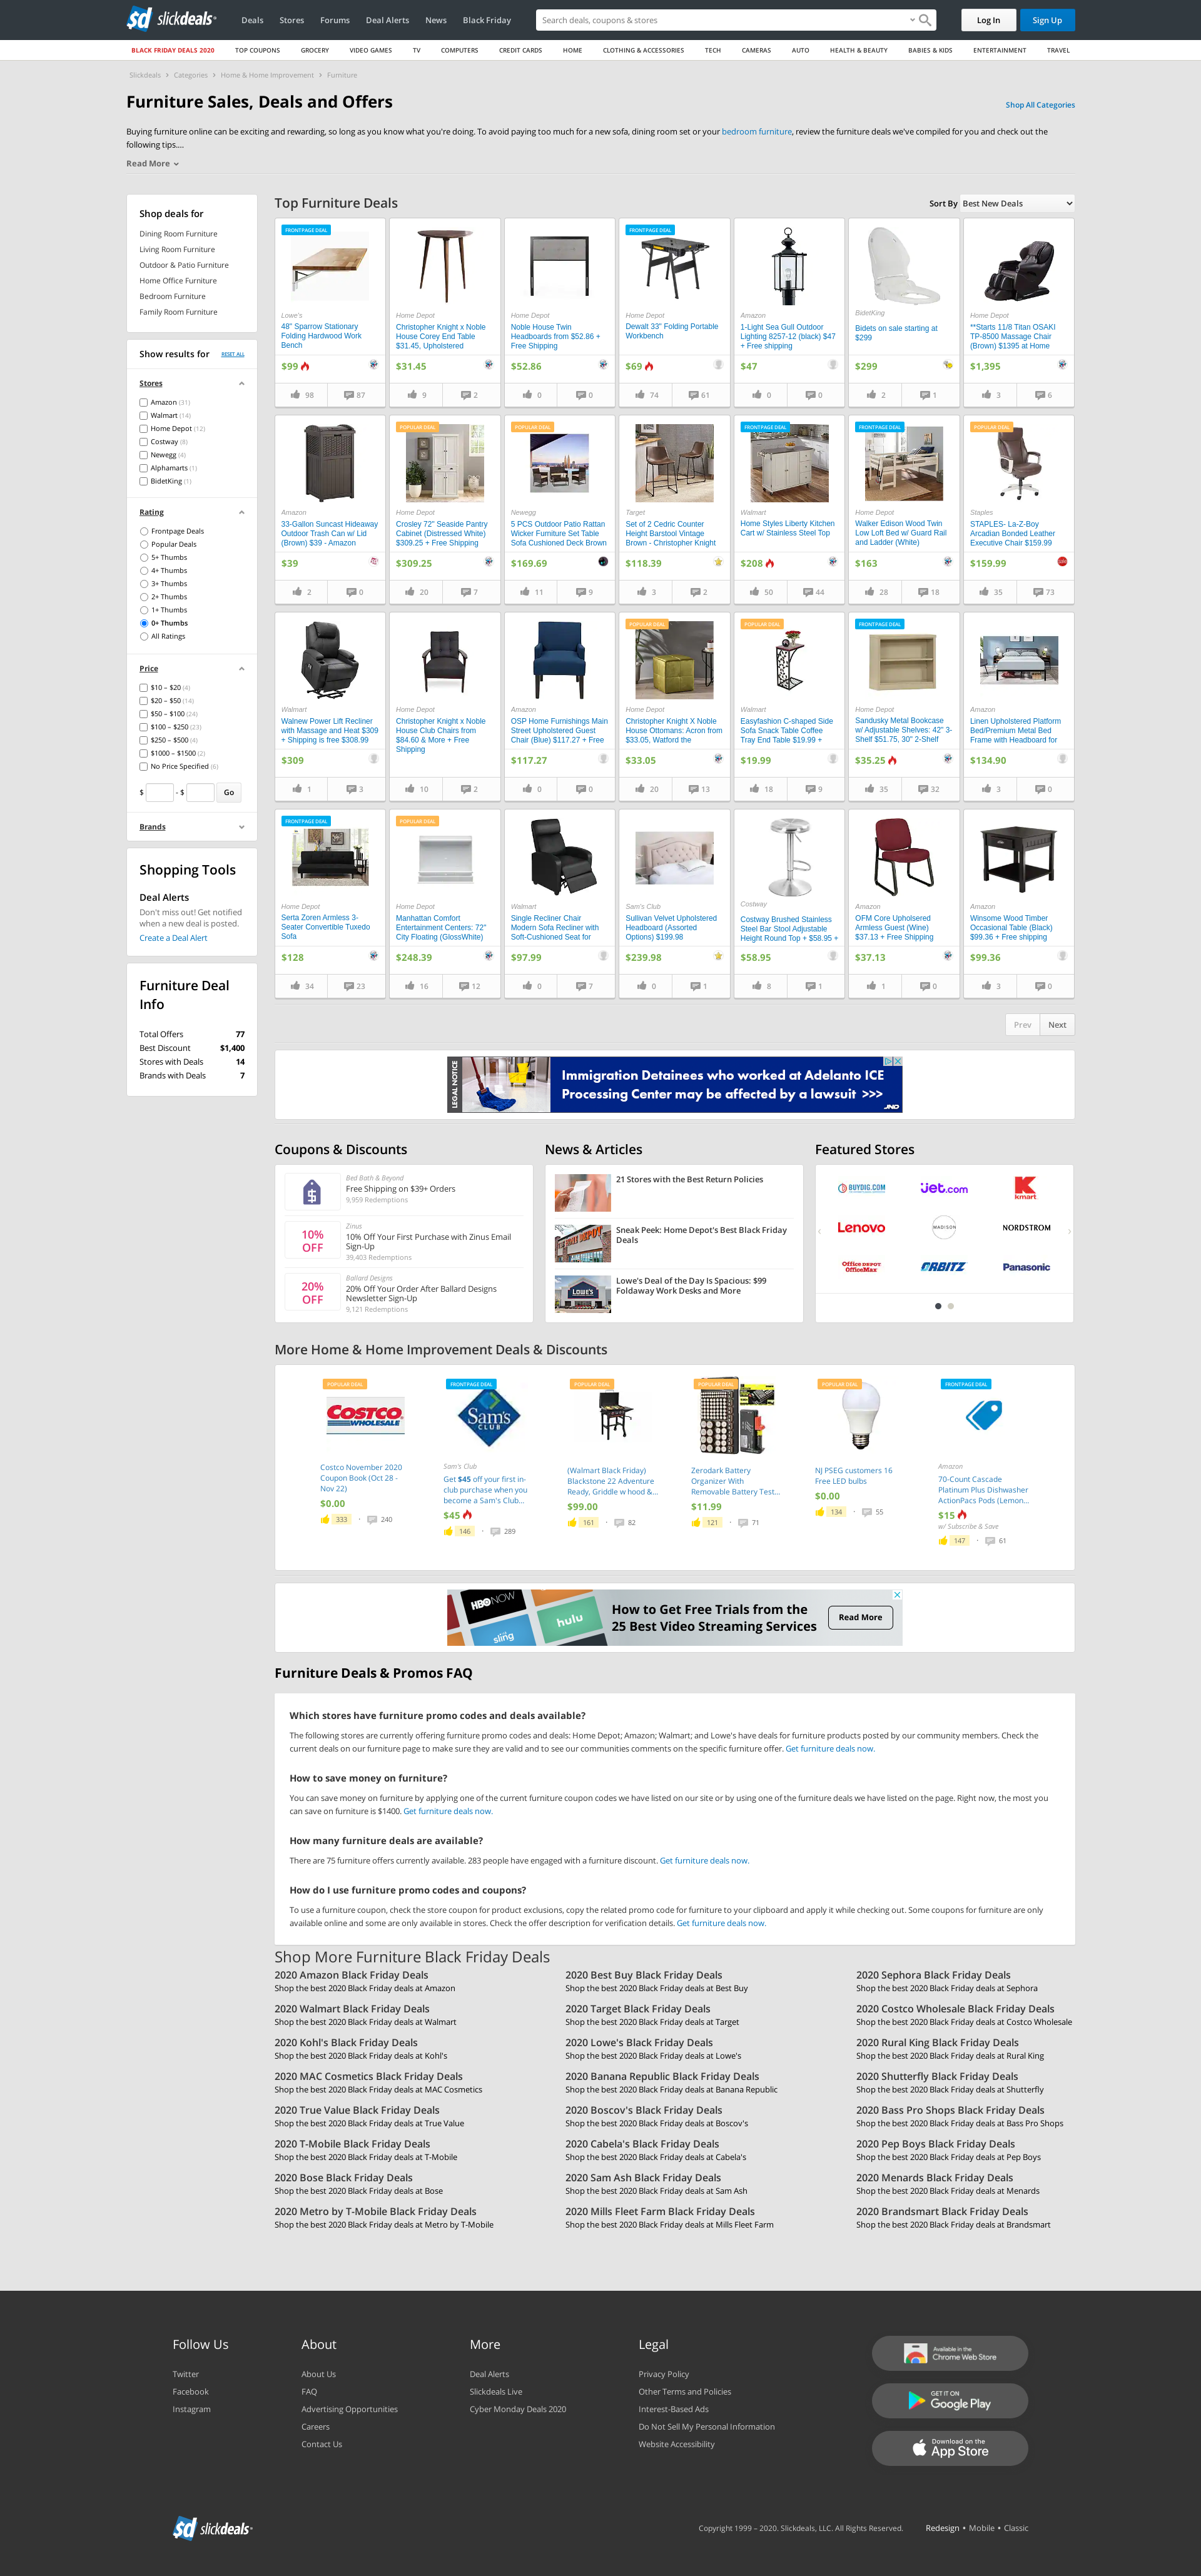 slickdeals
Deals Stores Forums Deal Alerts News Black Friday
Search deals, coupons & stores
Log In
Sign Up
BLACK FRIDAY DEALS 2020 TOP COUPONS GROCERY VIDEO GAMES TV COMPUTERS CREDIT CARDS HOME CLOTHING & ACCESSORIES TECH CAMERAS AUTO HEALTH & BEAUTY BABIES & KIDS ENTERTAINMENT TRAVEL
Slickdeals › Categories › Home & Home Improvement › Furniture
Furniture Sales, Deals and Offers
Shop All Categories
Buying furniture online can be exciting and rewarding, so long as you know what you're doing. To avoid paying too much for a new sofa, dining room set or your bedroom furniture, review the furniture deals we've compiled for you and check out the
following tips....
Read More
Shop deals for
Dining Room Furniture
Living Room Furniture
Outdoor & Patio Furniture
Home Office Furniture
Bedroom Furniture
Family Room Furniture
Show results for RESET ALL
Stores
Amazon (31)
Walmart (14)
Home Depot (12)
Costway (8)
Newegg (4)
Alphamarts (1)
BidetKing (1)
Rating
Frontpage Deals
Popular Deals
5+ Thumbs
4+ Thumbs
3+ Thumbs
2+ Thumbs
1+ Thumbs
0+ Thumbs
All Ratings
Price
$10 – $20 (4)
$20 – $50 (14)
$50 – $100 (24)
$100 – $250 (23)
$250 – $500 (4)
$1000 – $1500 (2)
No Price Specified (6)
$ - $ Go
Brands
Shopping Tools
Deal Alerts
Don't miss out! Get notified
when a new deal is posted.
Create a Deal Alert
Furniture Deal
Info
Total Offers 77
Best Discount $1,400
Stores with Deals 14
Brands with Deals 7
Top Furniture Deals
Sort By Best New Deals
FRONTPAGE DEAL
Lowe's
48" Sparrow Stationary
Folding Hardwood Work
Bench
$99
98 87
Home Depot
Christopher Knight x Noble
House Corey End Table
$31.45, Upholstered
$31.45
9 2
Home Depot
Noble House Twin
Headboards from $52.86 +
Free Shipping
$52.86
0 0
FRONTPAGE DEAL
Home Depot
Dewalt 33" Folding Portable
Workbench
$69
74 61
Amazon
1-Light Sea Gull Outdoor
Lighting 8257-12 (black) $47
+ Free shipping
$47
0 0
BidetKing
Bidets on sale starting at
$299
$299
2 1
Home Depot
**Starts 11/8 Titan OSAKI
TP-8500 Massage Chair
(Brown) $1395 at Home
$1,395
3 6
Amazon
33-Gallon Suncast Hideaway
Outdoor Trash Can w/ Lid
(Brown) $39 - Amazon
$39
2 0
POPULAR DEAL
Home Depot
Crosley 72" Seaside Pantry
Cabinet (Distressed White)
$309.25 + Free Shipping
$309.25
20 7
POPULAR DEAL
Newegg
5 PCS Outdoor Patio Rattan
Wicker Furniture Set Table
Sofa Cushioned Deck Brown
$169.69
11 9
Target
Set of 2 Cedric Counter
Height Barstool Vintage
Brown - Christopher Knight
$118.39
3 2
FRONTPAGE DEAL
Walmart
Home Styles Liberty Kitchen
Cart w/ Stainless Steel Top
$208
50 44
FRONTPAGE DEAL
Home Depot
Walker Edison Wood Twin
Low Loft Bed w/ Guard Rail
and Ladder (White)
$163
28 18
POPULAR DEAL
Staples
STAPLES- La-Z-Boy
Arcadian Bonded Leather
Executive Chair $159.99
$159.99
35 73
Walmart
Walnew Power Lift Recliner
with Massage and Heat $309
+ Shipping is free $308.99
$309
1 3
Home Depot
Christopher Knight x Noble
House Club Chairs from
$84.60 & More + Free
Shipping
10 2
Amazon
OSP Home Furnishings Main
Street Upholstered Guest
Chair (Blue) $117.27 + Free
$117.27
0 0
POPULAR DEAL
Home Depot
Christopher Knight X Noble
House Ottomans: Acron from
$33.05, Watford the
$33.05
20 13
POPULAR DEAL
Walmart
Easyfashion C-shaped Side
Sofa Snack Table Coffee
Tray End Table $19.99 +
$19.99
18 9
FRONTPAGE DEAL
Home Depot
Sandusky Metal Bookcase
w/ Adjustable Shelves: 42" 3-
Shelf $51.75, 30" 2-Shelf
$35.25
35 32
Amazon
Linen Upholstered Platform
Bed/Premium Metal Bed
Frame with Headboard for
$134.90
3 0
FRONTPAGE DEAL
Home Depot
Serta Zoren Armless 3-
Seater Convertible Tuxedo
Sofa
$128
34 23
POPULAR DEAL
Home Depot
Manhattan Comfort
Entertainment Centers: 72"
City Floating (GlossWhite)
$248.39
16 12
Walmart
Single Recliner Chair
Modern Sofa Recliner with
Soft-Cushioned Seat for
$97.99
0 7
Sam's Club
Sullivan Velvet Upholstered
Headboard (Assorted
Options) $199.98
$239.98
0 1
Costway
Costway Brushed Stainless
Steel Bar Stool Adjustable
Height Round Top + $58.95 +
$58.95
8 1
Amazon
OFM Core Upholsered
Armless Guest (Wine)
$37.13 + Free Shipping
$37.13
1 0
Amazon
Winsome Wood Timber
Occasional Table (Black)
$99.36 + Free shipping
$99.36
3 0
Prev Next
LEGAL NOTICE
Immigration Detainees who worked at Adelanto ICE
Processing Center may be affected by a lawsuit >>>
JND
Coupons & Discounts
Bed Bath & Beyond
Free Shipping on $39+ Orders
9,959 Redemptions
10%
OFF
Zinus
10% Off Your First Purchase with Zinus Email
Sign-Up
39,403 Redemptions
20%
OFF
Ballard Designs
20% Off Your Order After Ballard Designs
Newsletter Sign-Up
9,121 Redemptions
News & Articles
21 Stores with the Best Return Policies
Sneak Peek: Home Depot's Best Black Friday
Deals
Lowe's Deal of the Day Is Spacious: $99
Foldaway Work Desks and More
Featured Stores
BUYDIG.COM jet.com Kmart
Lenovo MADISON NORDSTROM
Office DEPOT OfficeMax ORBITZ Panasonic
More Home & Home Improvement Deals & Discounts
POPULAR DEAL
COSTCO WHOLESALE
Costco November 2020
Coupon Book (Oct 28 -
Nov 22)
$0.00
333 240
FRONTPAGE DEAL
Sam's CLUB
Sam's Club
Get $45 off your first in-
club purchase when you
become a Sam's Club...
$45
146 289
POPULAR DEAL
(Walmart Black Friday)
Blackstone 22 Adventure
Ready, Griddle w hood &...
$99.00
161 82
POPULAR DEAL
Zerodark Battery
Organizer With
Removable Battery Test...
$11.99
121 71
POPULAR DEAL
NJ PSEG customers 16
Free LED bulbs
$0.00
134 55
FRONTPAGE DEAL
Amazon
70-Count Cascade
Platinum Plus Dishwasher
ActionPacs Pods (Lemon...
$15
w/ Subscribe & Save
147 61
HBO NOW
hulu
sling
How to Get Free Trials from the
25 Best Video Streaming Services
Read More
Furniture Deals & Promos FAQ
Which stores have furniture promo codes and deals available?
The following stores are currently offering furniture promo codes and deals: Home Depot; Amazon; Walmart; and Lowe's have deals for furniture products posted by our community members. Check the
current deals on our furniture page to make sure they are valid and to see our communities comments on the specific furniture offer. Get furniture deals now.
How to save money on furniture?
You can save money on furniture by applying one of the current furniture coupon codes we have listed on our site or by using one of the furniture deals we have listed on the page. Right now, the most you
can save on furniture is $1400. Get furniture deals now.
How many furniture deals are available?
There are 75 furniture offers currently available. 283 people have engaged with a furniture discount. Get furniture deals now.
How do I use furniture promo codes and coupons?
To use a furniture coupon, check the store coupon for product exclusions, copy the related promo code for furniture to your clipboard and apply it while checking out. Some coupons for furniture are only
available online and some are only available in stores. Check the offer description for verification details. Get furniture deals now.
Shop More Furniture Black Friday Deals
2020 Amazon Black Friday Deals
Shop the best 2020 Black Friday deals at Amazon
2020 Best Buy Black Friday Deals
Shop the best 2020 Black Friday deals at Best Buy
2020 Sephora Black Friday Deals
Shop the best 2020 Black Friday deals at Sephora
2020 Walmart Black Friday Deals
Shop the best 2020 Black Friday deals at Walmart
2020 Target Black Friday Deals
Shop the best 2020 Black Friday deals at Target
2020 Costco Wholesale Black Friday Deals
Shop the best 2020 Black Friday deals at Costco Wholesale
2020 Kohl's Black Friday Deals
Shop the best 2020 Black Friday deals at Kohl's
2020 Lowe's Black Friday Deals
Shop the best 2020 Black Friday deals at Lowe's
2020 Rural King Black Friday Deals
Shop the best 2020 Black Friday deals at Rural King
2020 MAC Cosmetics Black Friday Deals
Shop the best 2020 Black Friday deals at MAC Cosmetics
2020 Banana Republic Black Friday Deals
Shop the best 2020 Black Friday deals at Banana Republic
2020 Shutterfly Black Friday Deals
Shop the best 2020 Black Friday deals at Shutterfly
2020 True Value Black Friday Deals
Shop the best 2020 Black Friday deals at True Value
2020 Boscov's Black Friday Deals
Shop the best 2020 Black Friday deals at Boscov's
2020 Bass Pro Shops Black Friday Deals
Shop the best 2020 Black Friday deals at Bass Pro Shops
2020 T-Mobile Black Friday Deals
Shop the best 2020 Black Friday deals at T-Mobile
2020 Cabela's Black Friday Deals
Shop the best 2020 Black Friday deals at Cabela's
2020 Pep Boys Black Friday Deals
Shop the best 2020 Black Friday deals at Pep Boys
2020 Bose Black Friday Deals
Shop the best 2020 Black Friday deals at Bose
2020 Sam Ash Black Friday Deals
Shop the best 2020 Black Friday deals at Sam Ash
2020 Menards Black Friday Deals
Shop the best 2020 Black Friday deals at Menards
2020 Metro by T-Mobile Black Friday Deals
Shop the best 2020 Black Friday deals at Metro by T-Mobile
2020 Mills Fleet Farm Black Friday Deals
Shop the best 2020 Black Friday deals at Mills Fleet Farm
2020 Brandsmart Black Friday Deals
Shop the best 2020 Black Friday deals at Brandsmart
Follow Us
Twitter
Facebook
Instagram
About
About Us
FAQ
Advertising Opportunities
Careers
Contact Us
More
Deal Alerts
Slickdeals Live
Cyber Monday Deals 2020
Legal
Privacy Policy
Other Terms and Policies
Interest-Based Ads
Do Not Sell My Personal Information
Website Accessibility
Available in the
Chrome Web Store
GET IT ON
Google Play
Download on the
App Store
slickdeals
Copyright 1999 – 2020. Slickdeals, LLC. All Rights Reserved.
Redesign • Mobile • Classic